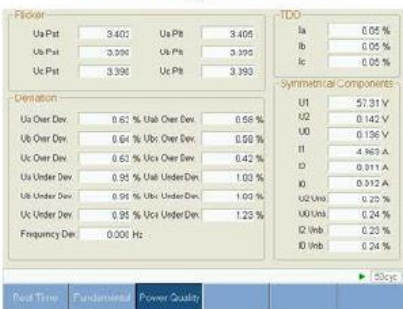 Flicker
Ua Pst 3.403 Ua Plt 3.405
Ub Pst 3.390 Ub Plt 3.395
Uc Pst 3.390 Uc Plt 3.393
Deviation
Ua Over Dev. 0.63 % Uab Over Dev. 0.58 %
Ub Over Dev. 0.64 % Ubc Over Dev. 0.58 %
Uc Over Dev. 0.63 % Uca Over Dev. 0.42 %
Ua Under Dev. 0.95 % Uab Under Dev. 1.03 %
Ub Under Dev. 0.95 % Ubc Under Dev. 1.03 %
Uc Under Dev. 0.95 % Uca Under Dev. 1.23 %
Frequency Dev. 0.000 Hz
TDD
Ia 0.05 %
Ib 0.05 %
Ic 0.05 %
Symmetrical Components
U1 57.31 V
U2 0.142 V
U0 0.136 V
I1 4.963 A
I2 0.011 A
I0 0.012 A
U2 Unb. 0.25 %
U0 Unb. 0.24 %
I2 Unb. 0.23 %
I0 Unb. 0.24 %
50cyc
Real Time Fundamental Power Quality